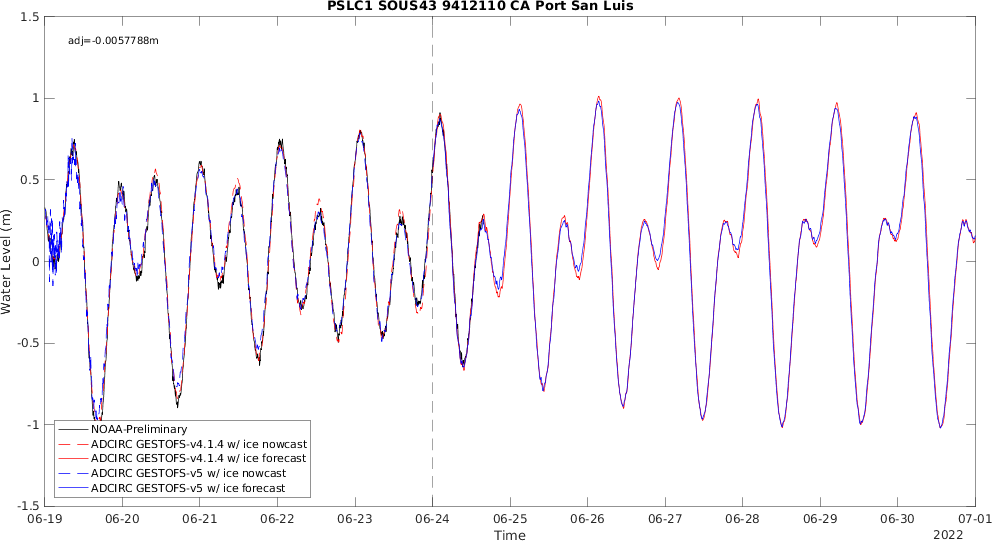 PSLC1 SOUS43 9412110 CA Port San Luis
adj=-0.0057788m
1.5
1
0.5
0
-0.5
-1
-1.5
Water Level (m)
NOAA-Preliminary
ADCIRC GESTOFS-v4.1.4 w/ ice nowcast
ADCIRC GESTOFS-v4.1.4 w/ ice forecast
ADCIRC GESTOFS-v5 w/ ice nowcast
ADCIRC GESTOFS-v5 w/ ice forecast
06-19 06-20 06-21 06-22 06-23 06-24 06-25 06-26 06-27 06-28 06-29 06-30 07-01
Time
2022